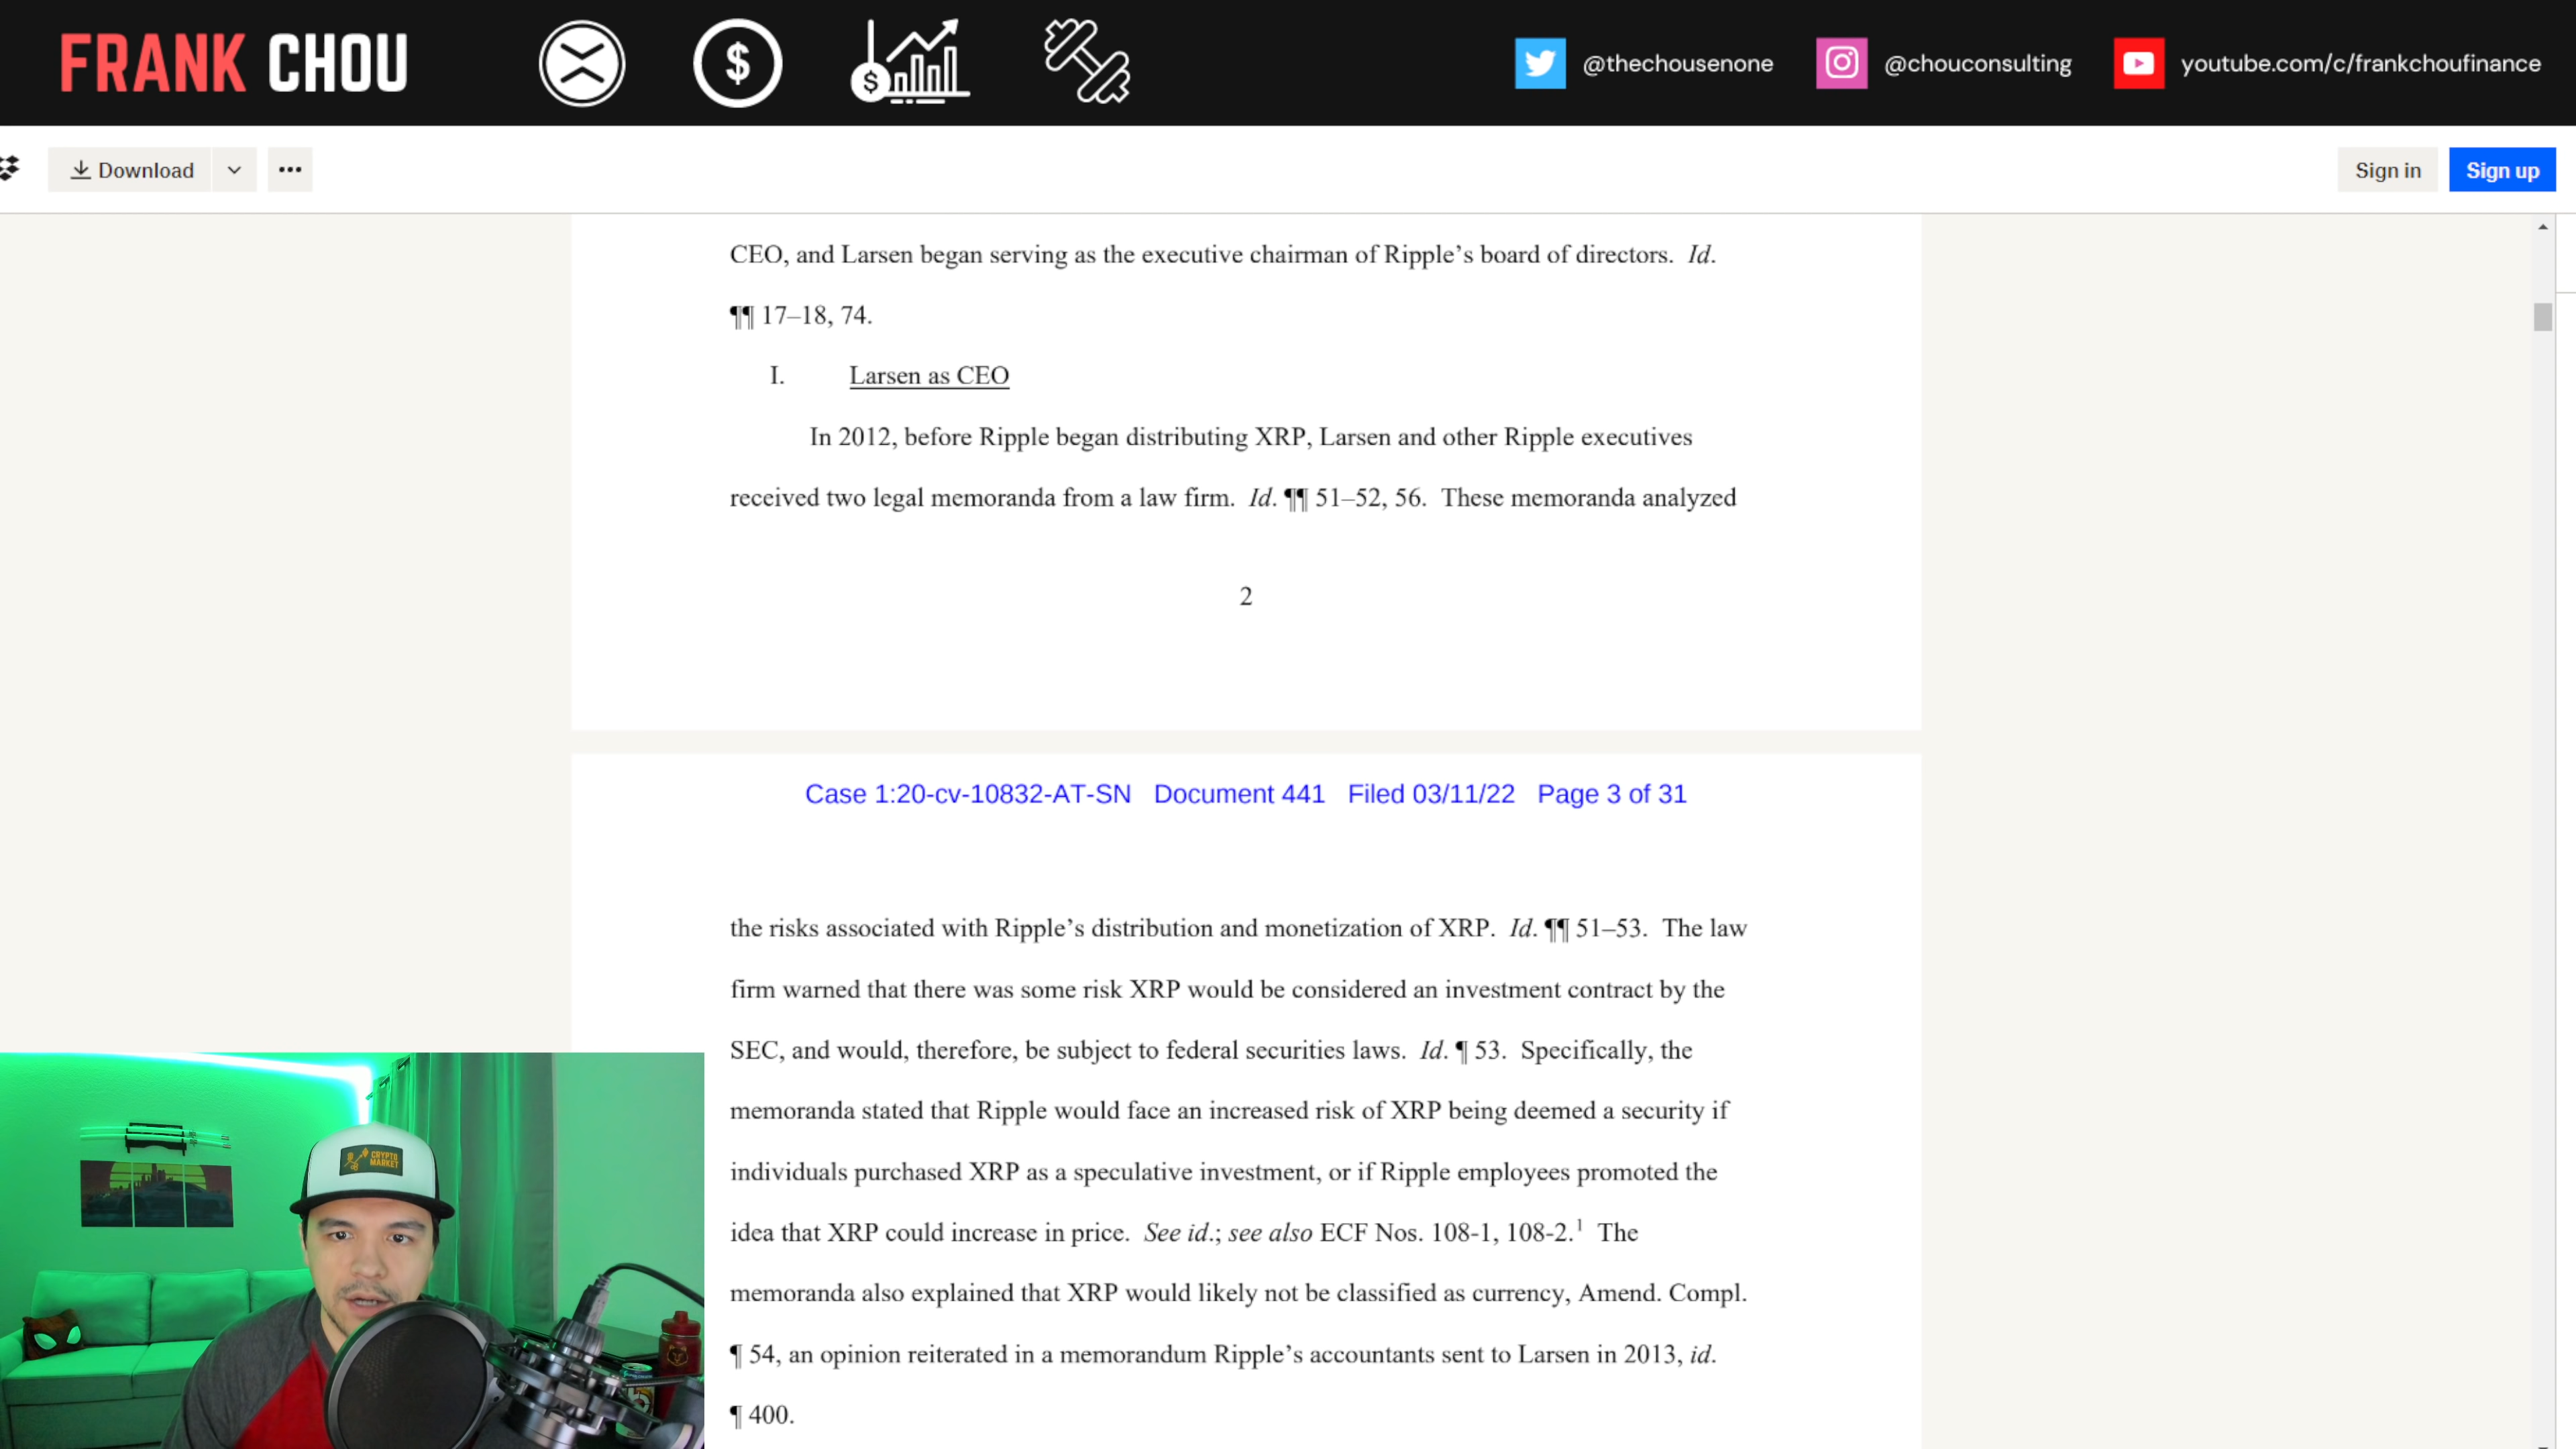 FRANK CHOU
@thechousenone
@chouconsulting
youtube.com/c/frankchoufinance
Download
Sign in
Sign up
CEO, and Larsen began serving as the executive chairman of Ripple’s board of directors. Id.
¶¶ 17–18, 74.
I. Larsen as CEO
In 2012, before Ripple began distributing XRP, Larsen and other Ripple executives
received two legal memoranda from a law firm. Id. ¶¶ 51–52, 56. These memoranda analyzed
2
Case 1:20-cv-10832-AT-SN Document 441 Filed 03/11/22 Page 3 of 31
the risks associated with Ripple’s distribution and monetization of XRP. Id. ¶¶ 51–53. The law
firm warned that there was some risk XRP would be considered an investment contract by the
SEC, and would, therefore, be subject to federal securities laws. Id. ¶ 53. Specifically, the
memoranda stated that Ripple would face an increased risk of XRP being deemed a security if
individuals purchased XRP as a speculative investment, or if Ripple employees promoted the
idea that XRP could increase in price. See id.; see also ECF Nos. 108-1, 108-2.1 The
memoranda also explained that XRP would likely not be classified as currency, Amend. Compl.
¶ 54, an opinion reiterated in a memorandum Ripple’s accountants sent to Larsen in 2013, id.
¶ 400.
CRYPTO
MARKET